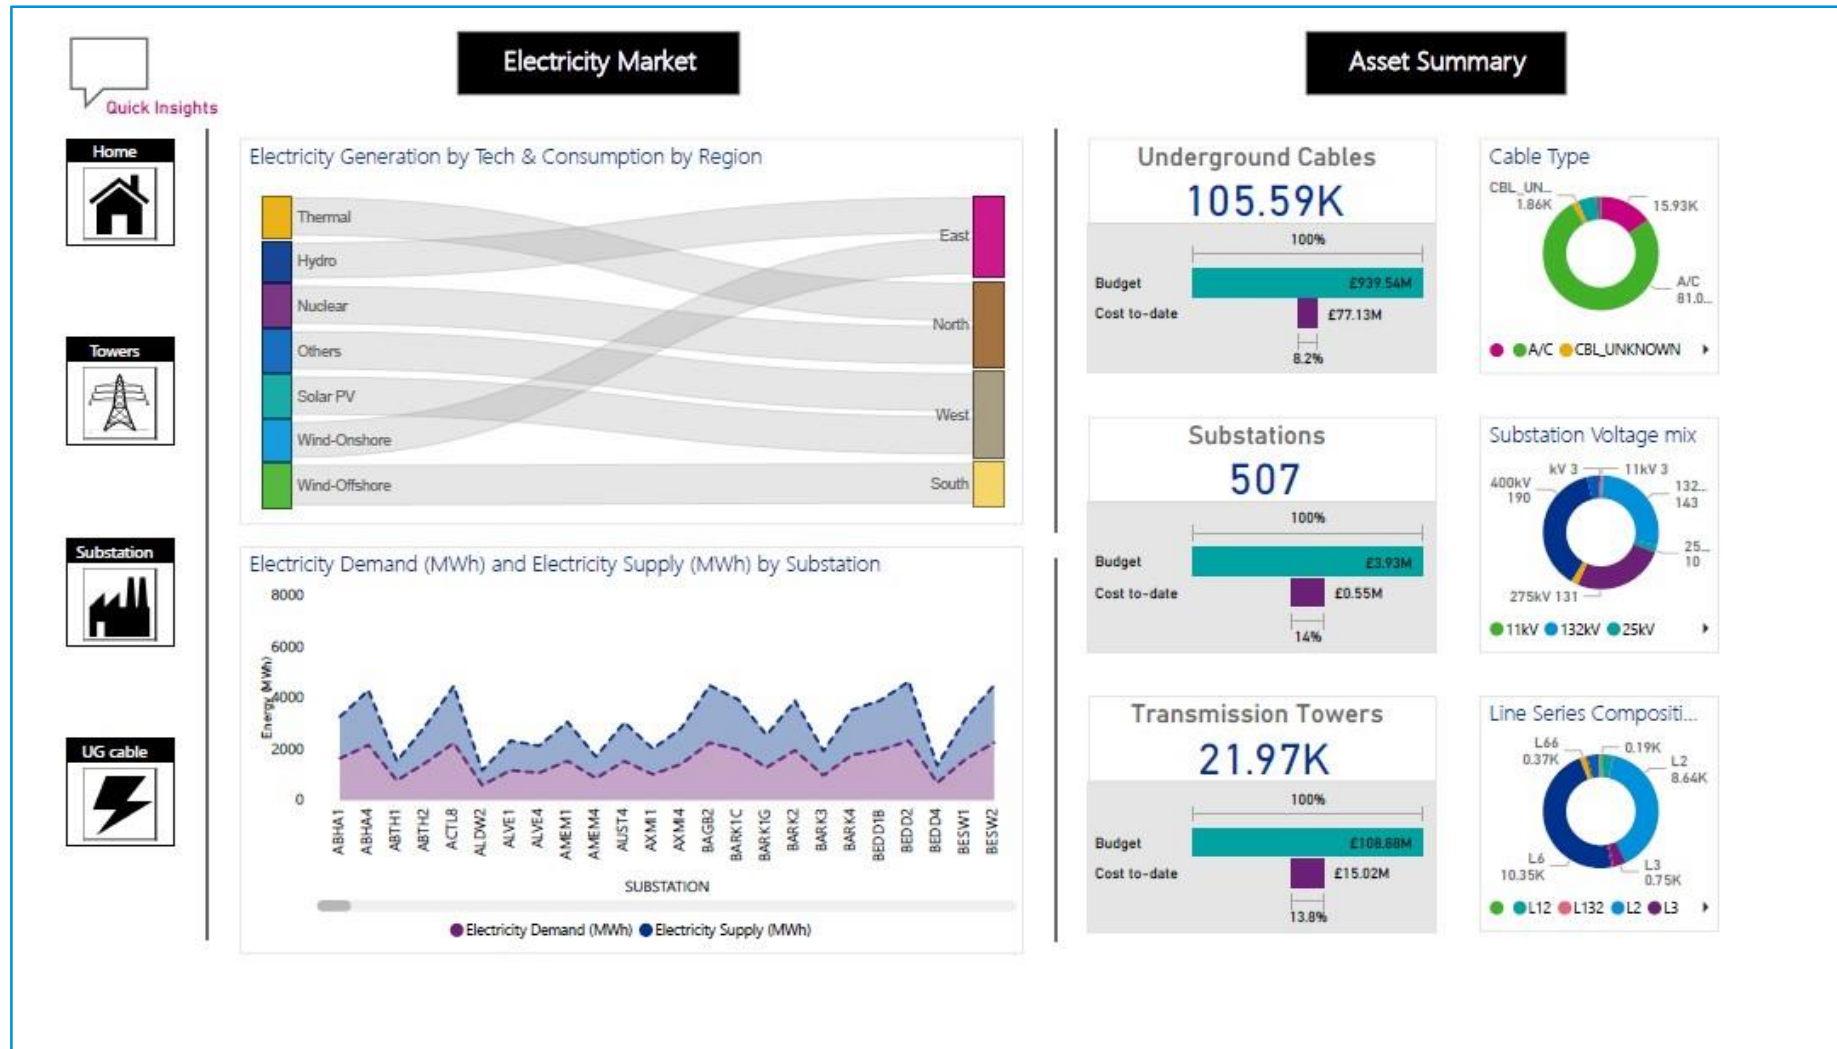 Quick Insights
Electricity Market
Asset Summary
Home
Towers
Substation
UG cable
Electricity Generation by Tech & Consumption by Region
Thermal
Hydro
Nuclear
Others
Solar PV
Wind-Onshore
Wind-Offshore
East
North
West
South
Electricity Demand (MWh) and Electricity Supply (MWh) by Substation
Energy (MWh)
8000
6000
4000
2000
0
ABHA1
ABHA4
ABTH1
ABTH2
ACTL8
ALDW2
ALVE1
ALVE4
AMEM1
AMEM4
AUST4
AXMI1
AXMI4
BAGB2
BARK1C
BARK1G
BARK2
BARK3
BARK4
BEDD1B
BEDD2
BEDD4
BESW1
BESW2
SUBSTATION
Electricity Demand (MWh) Electricity Supply (MWh)
Underground Cables
105.59K
100%
Budget £939.54M
Cost to-date £77.13M
8.2%
Cable Type
CBL_UN...
1.86K
15.93K
A/C
81.0...
A/C CBL_UNKNOWN
Substations
507
100%
Budget £3.93M
Cost to-date £0.55M
14%
Substation Voltage mix
kV 3 11kV 3
400kV
190
132...
143
25...
10
275kV 131
11kV 132kV 25kV
Transmission Towers
21.97K
100%
Budget £108.88M
Cost to-date £15.02M
13.8%
Line Series Compositi...
L66
0.37K
0.19K
L2
8.64K
L6
10.35K
L3
0.75K
L12 L132 L2 L3